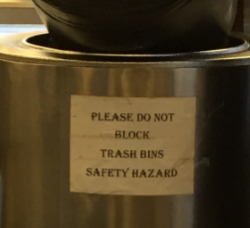 PLEASE DO NOT
BLOCK
TRASH BINS
SAFETY HAZARD